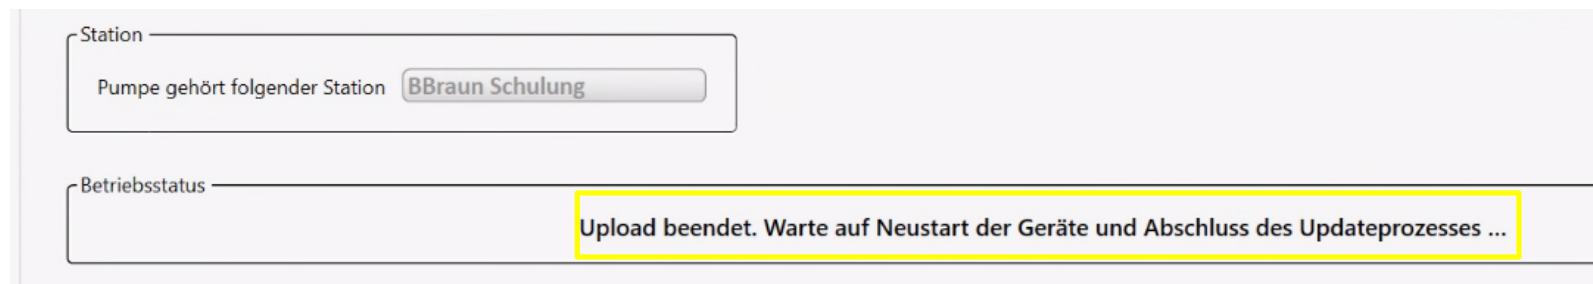 Station
Pumpe gehört folgender Station BBraun Schulung
Betriebsstatus
Upload beendet. Warte auf Neustart der Geräte und Abschluss des Updateprozesses ...